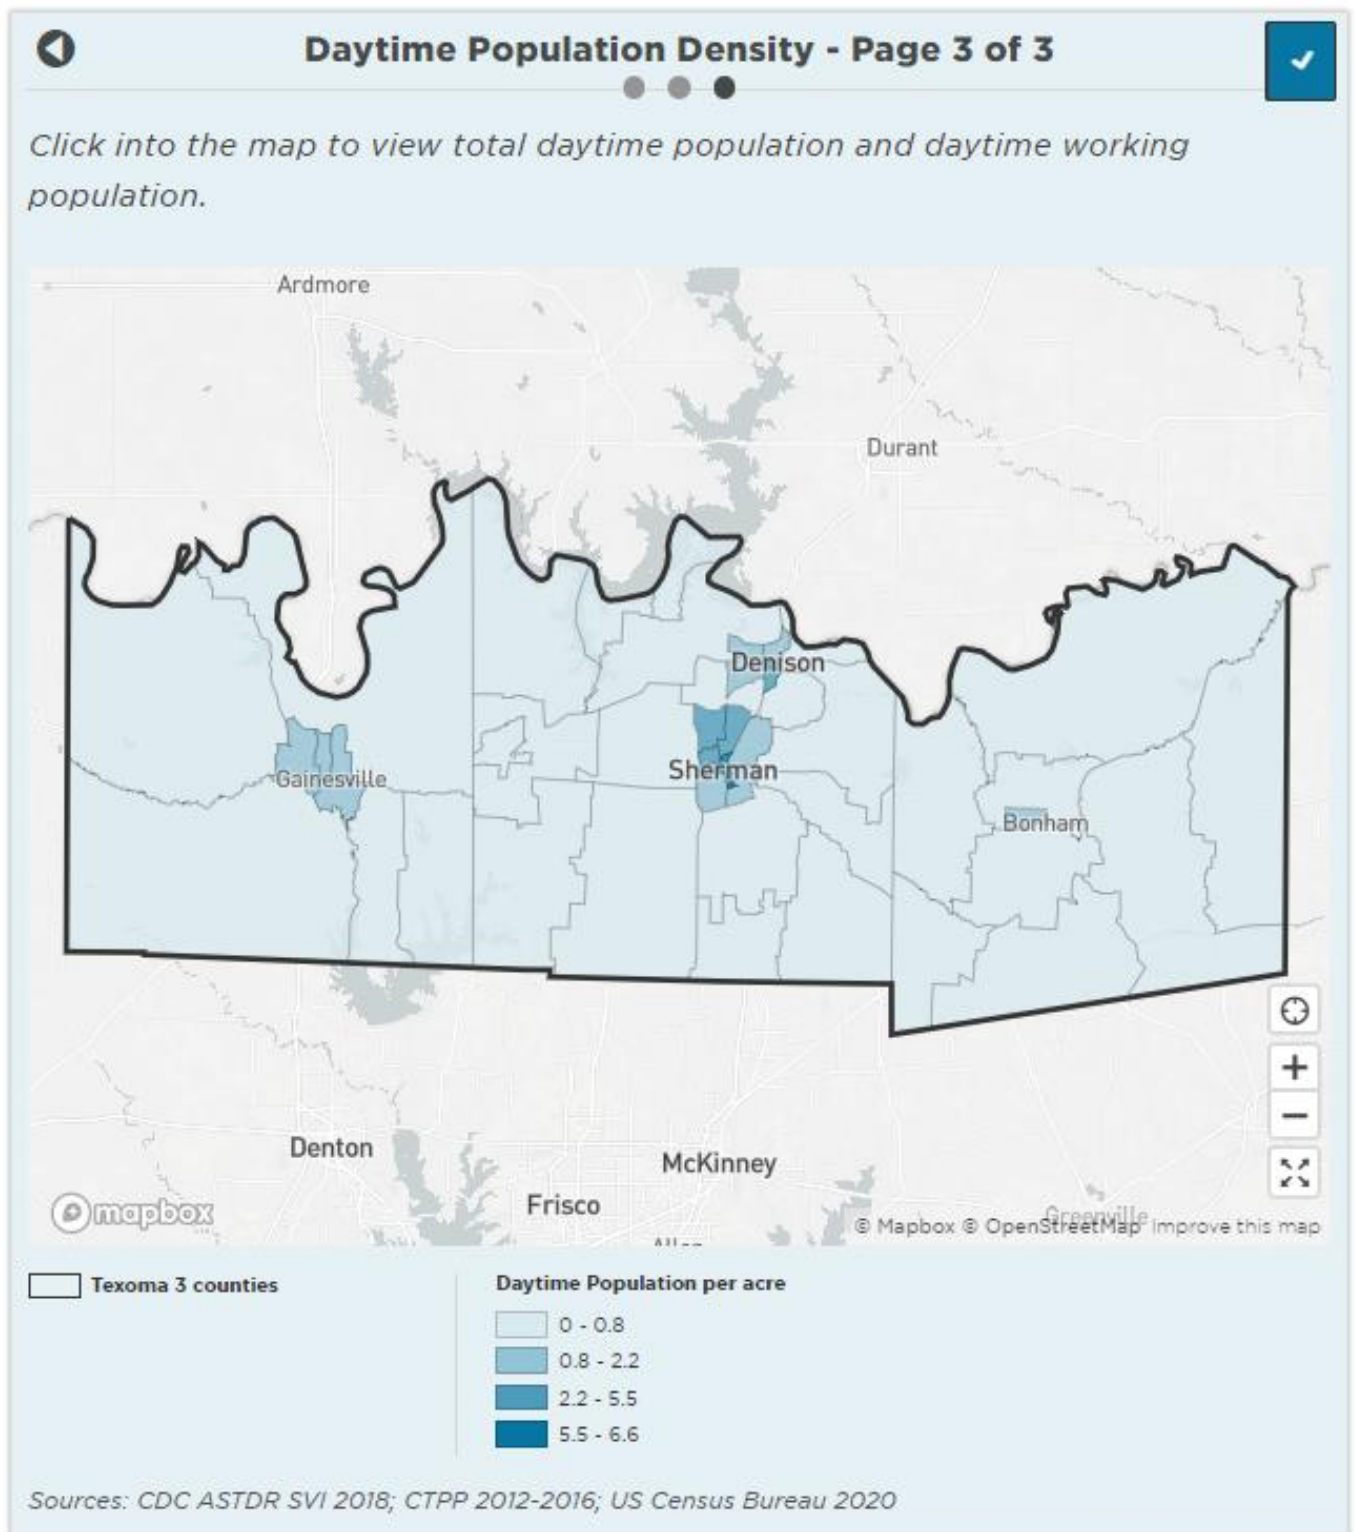 Daytime Population Density - Page 3 of 3
Click into the map to view total daytime population and daytime working
population.
Ardmore
Durant
Denison
Sherman
Gainesville
Bonham
Denton
McKinney
Frisco
Greenville
mapbox
© Mapbox © OpenStreetMap Improve this map
Texoma 3 counties
Daytime Population per acre
0 - 0.8
0.8 - 2.2
2.2 - 5.5
5.5 - 6.6
Sources: CDC ASTDR SVI 2018; CTPP 2012-2016; US Census Bureau 2020